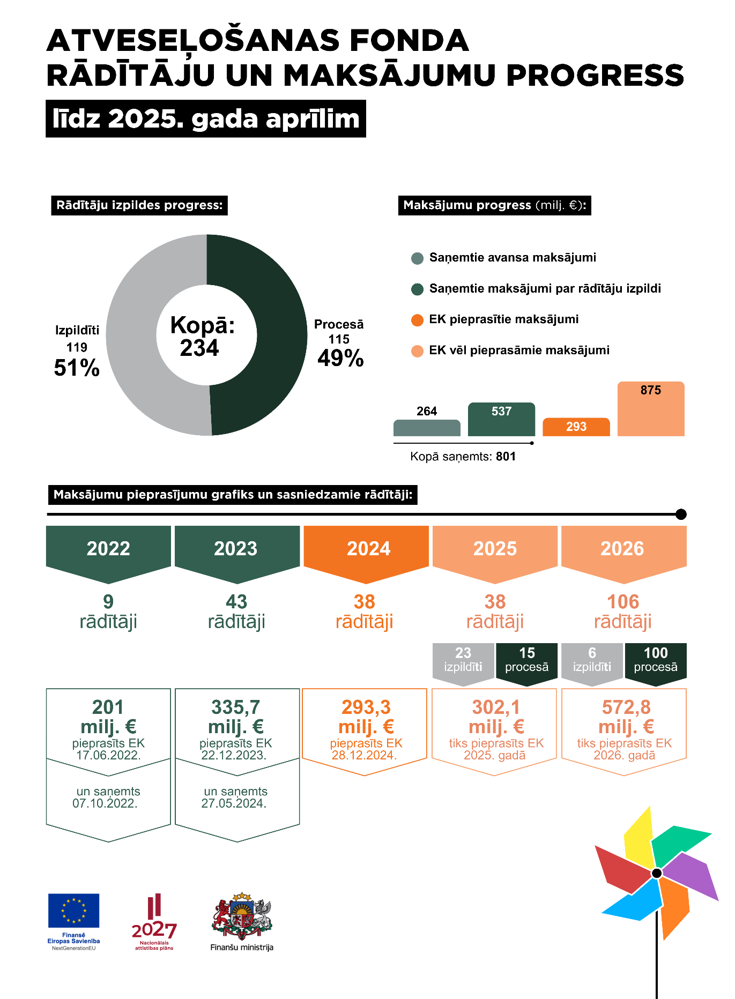 ATVESEĻOŠANAS FONDA
RĀDĪTĀJU UN MAKSĀJUMU PROGRESS
līdz 2025. gada aprīlim
Rādītāju izpildes progress:
Izpildīti
119
51%
Kopā:
234
Procesā
115
49%
Maksājumu progress (milj. €):
Saņemtie avansa maksājumi
Saņemtie maksājumi par rādītāju izpildi
EK pieprasītie maksājumi
EK vēl pieprasāmie maksājumi
264
537
293
875
Kopā saņemts: 801
Maksājumu pieprasījumu grafiks un sasniedzamie rādītāji:
2022 2023 2024 2025 2026
9 43 38 38 106
rādītāji rādītāji rādītāji rādītāji rādītāji
23 15 6 100
izpildīti procesā izpildīti procesā
201 335,7 293,3 302,1 572,8
milj. € milj. € milj. € milj. € milj. €
pieprasīts EK pieprasīts EK pieprasīts EK tiks pieprasīts EK tiks pieprasīts EK
17.06.2022. 22.12.2023. 28.12.2024. 2025. gadā 2026. gadā
un saņemts un saņemts
07.10.2022. 27.05.2024.
Finansē
Eiropas Savienība
NextGenerationEU
2027
Nacionālais
attīstības plāns
Finanšu ministrija